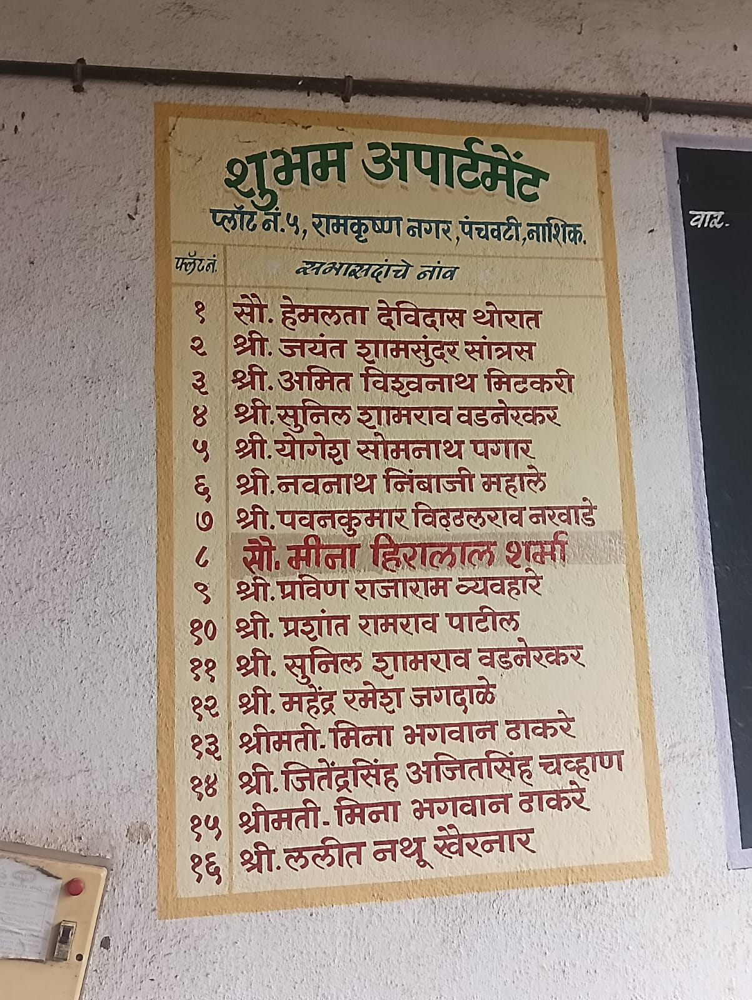 शुभम अपार्टमेंट
प्लॉट नं.५, रामकृष्ण नगर, पंचवटी, नाशिक.
फ्लॅट नं. सभासदांचे नांव
१ सौ. हेमलता देविदास थोरात
२ श्री. जयंत शामसुंदर सांत्रस
३ श्री. अमित विश्वनाथ मिटकरी
४ श्री. सुनिल शामराव वडनेरकर
५ श्री. योगेश सोमनाथ पगार
६ श्री. नवनाथ निंबाजी महाले
७ श्री. पवनकुमार विठ्ठलराव नरवाडे
८ सौ. मीना हिरालाल शर्मा
९ श्री. प्रविण राजाराम व्यवहारे
१० श्री. प्रशांत रामराव पाटील
११ श्री. सुनिल शामराव वडनेरकर
१२ श्री. महेंद्र रमेश जगदाळे
१३ श्रीमती. मिना भगवान ठाकरे
१४ श्री. जितेंद्रसिंह अजितसिंह चव्हाण
१५ श्रीमती. मिना भगवान ठाकरे
१६ श्री. ललीत नथू खैरनार
वार.